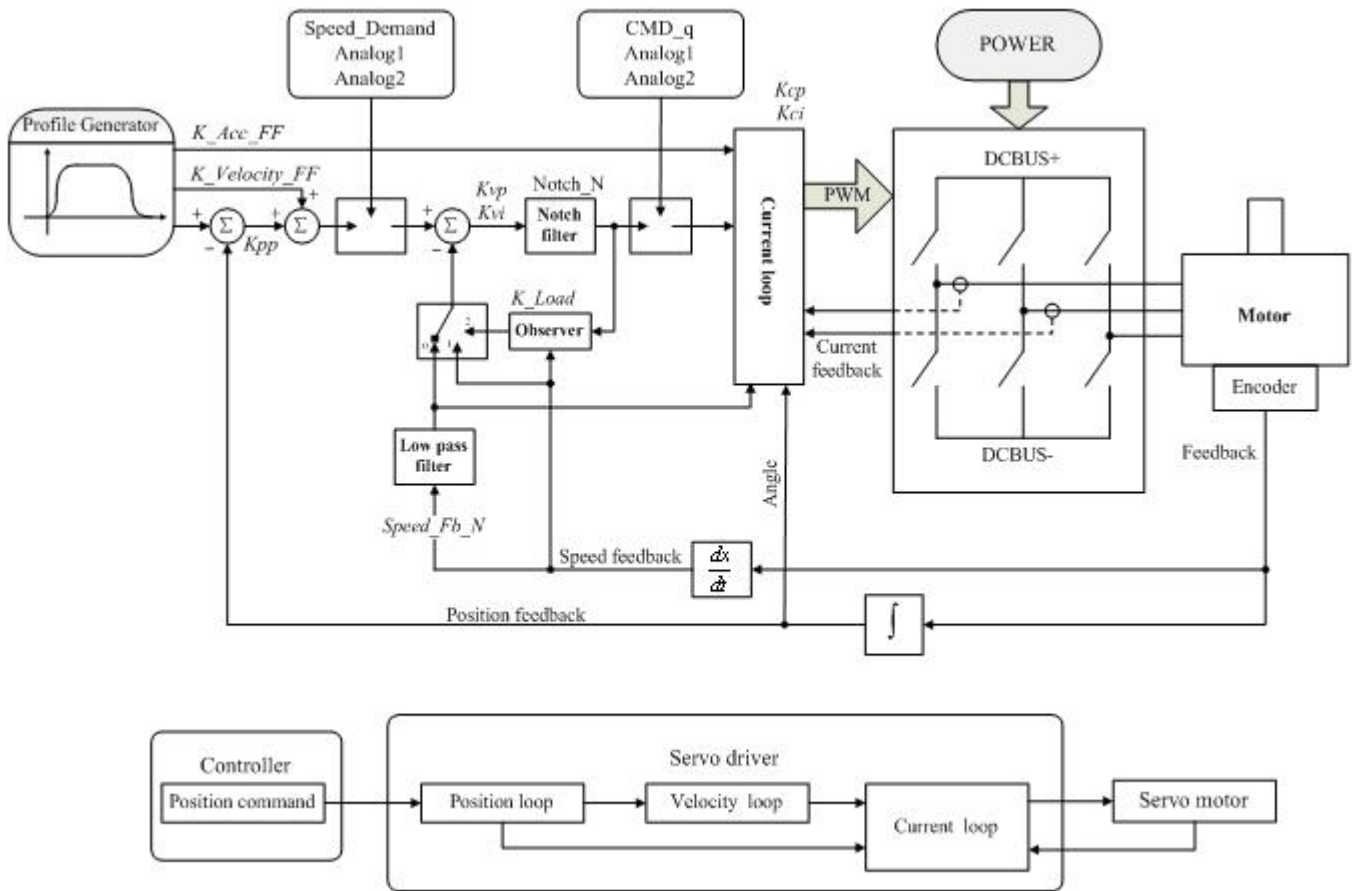 Speed_Demand
Analog1
Analog2
CMD_q
Analog1
Analog2
POWER
Kcp
Kci
Profile Generator
K_Acc_FF
K_Velocity_FF
DCBUS+
PWM
+
+
+
−
Σ
Kpp
+
Σ
+
−
Σ
Kvp
Kvi
Notch_N
Notch
filter
Current loop
K_Load
Observer
0
1
2
Motor
Current
feedback
Encoder
Low pass
filter
DCBUS-
Feedback
Angle
Speed_Fb_N
Speed feedback
dx
dt
Position feedback
∫
Controller
Position command
Servo driver
Position loop
Velocity loop
Current loop
Servo motor